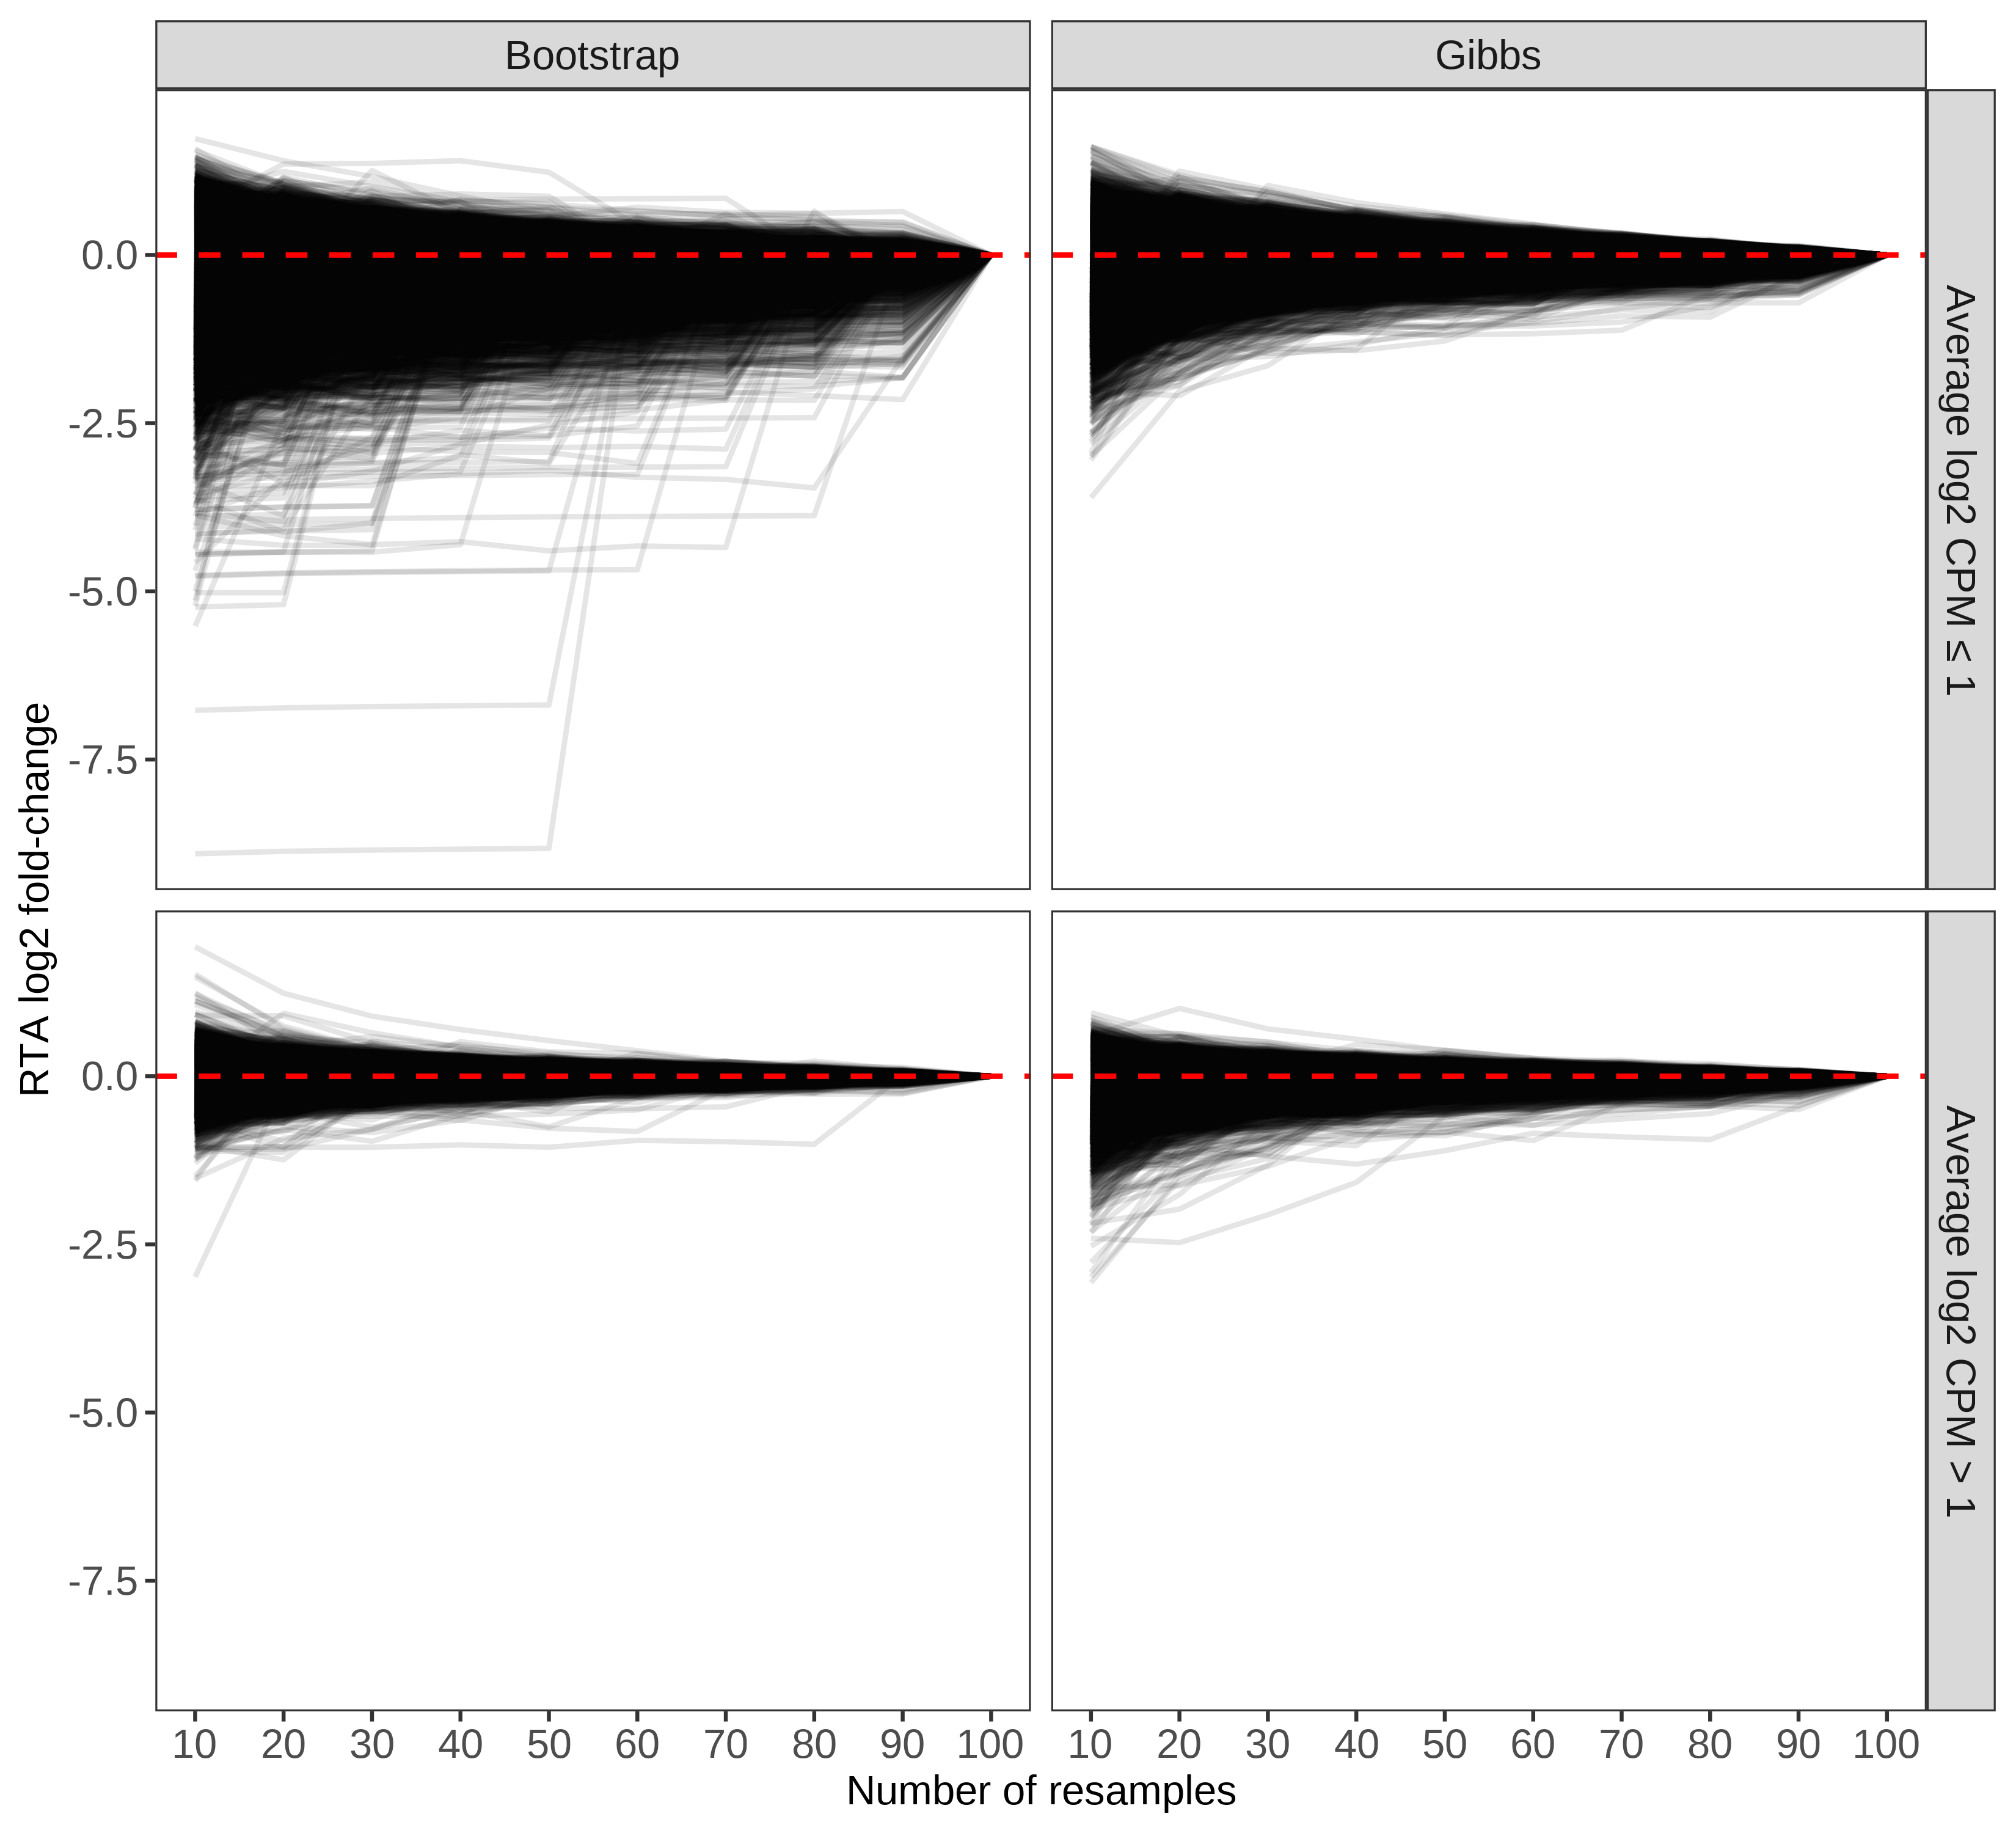 Bootstrap
Gibbs
0.0
-2.5
-5.0
-7.5
Average log2 CPM ≤ 1
RTA log2 fold-change
0.0
-2.5
-5.0
-7.5
Average log2 CPM > 1
10 20 30 40 50 60 70 80 90 100
10 20 30 40 50 60 70 80 90 100
Number of resamples